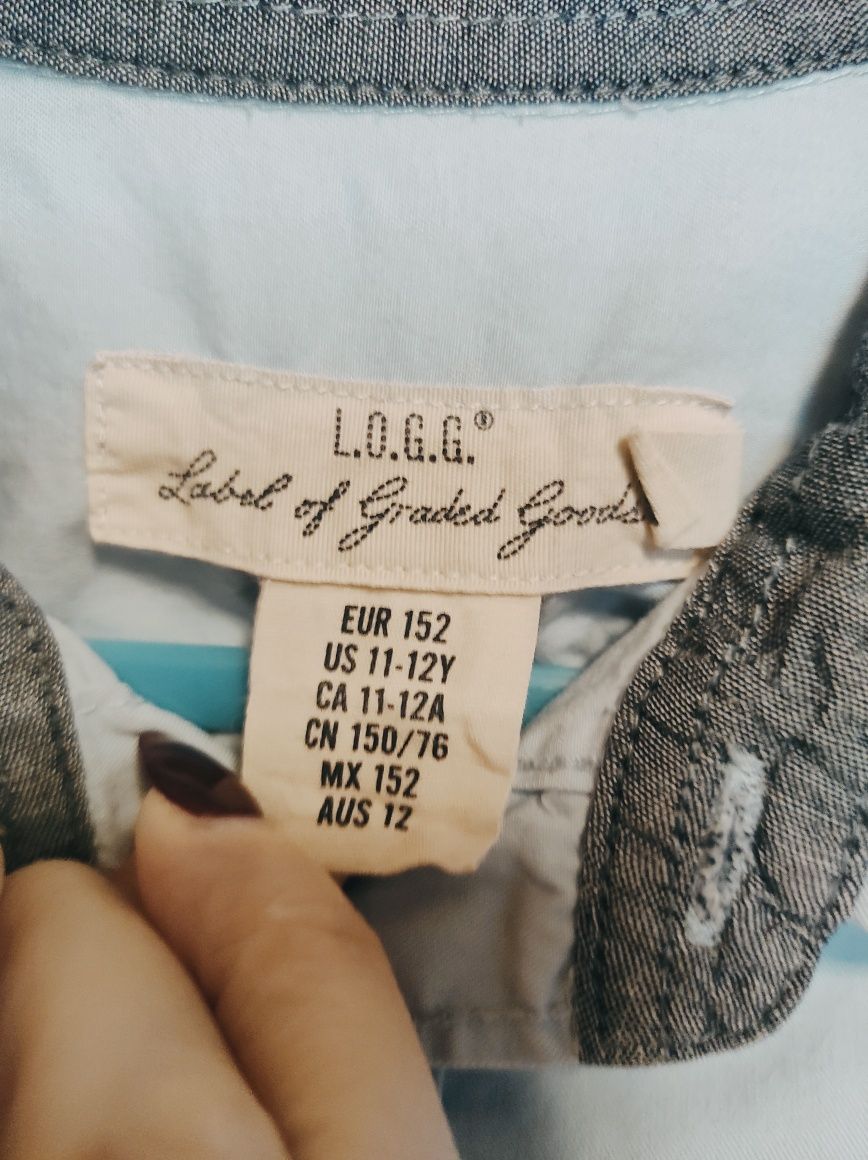 L.O.G.G.®
Label of Graded Goods
EUR 152
US 11-12Y
CA 11-12A
CN 150/76
MX 152
AUS 12